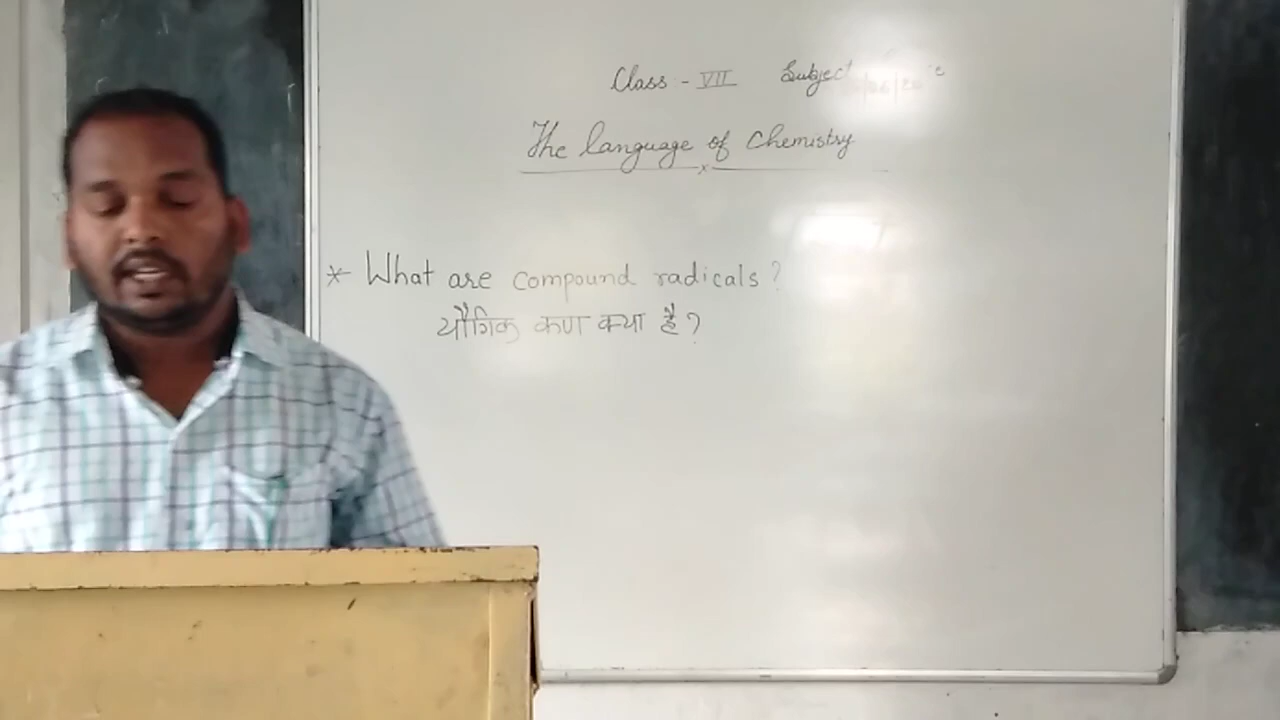 Class - VII Subject
The language of Chemistry
* What are compound radicals?
यौगिक कण क्या है?